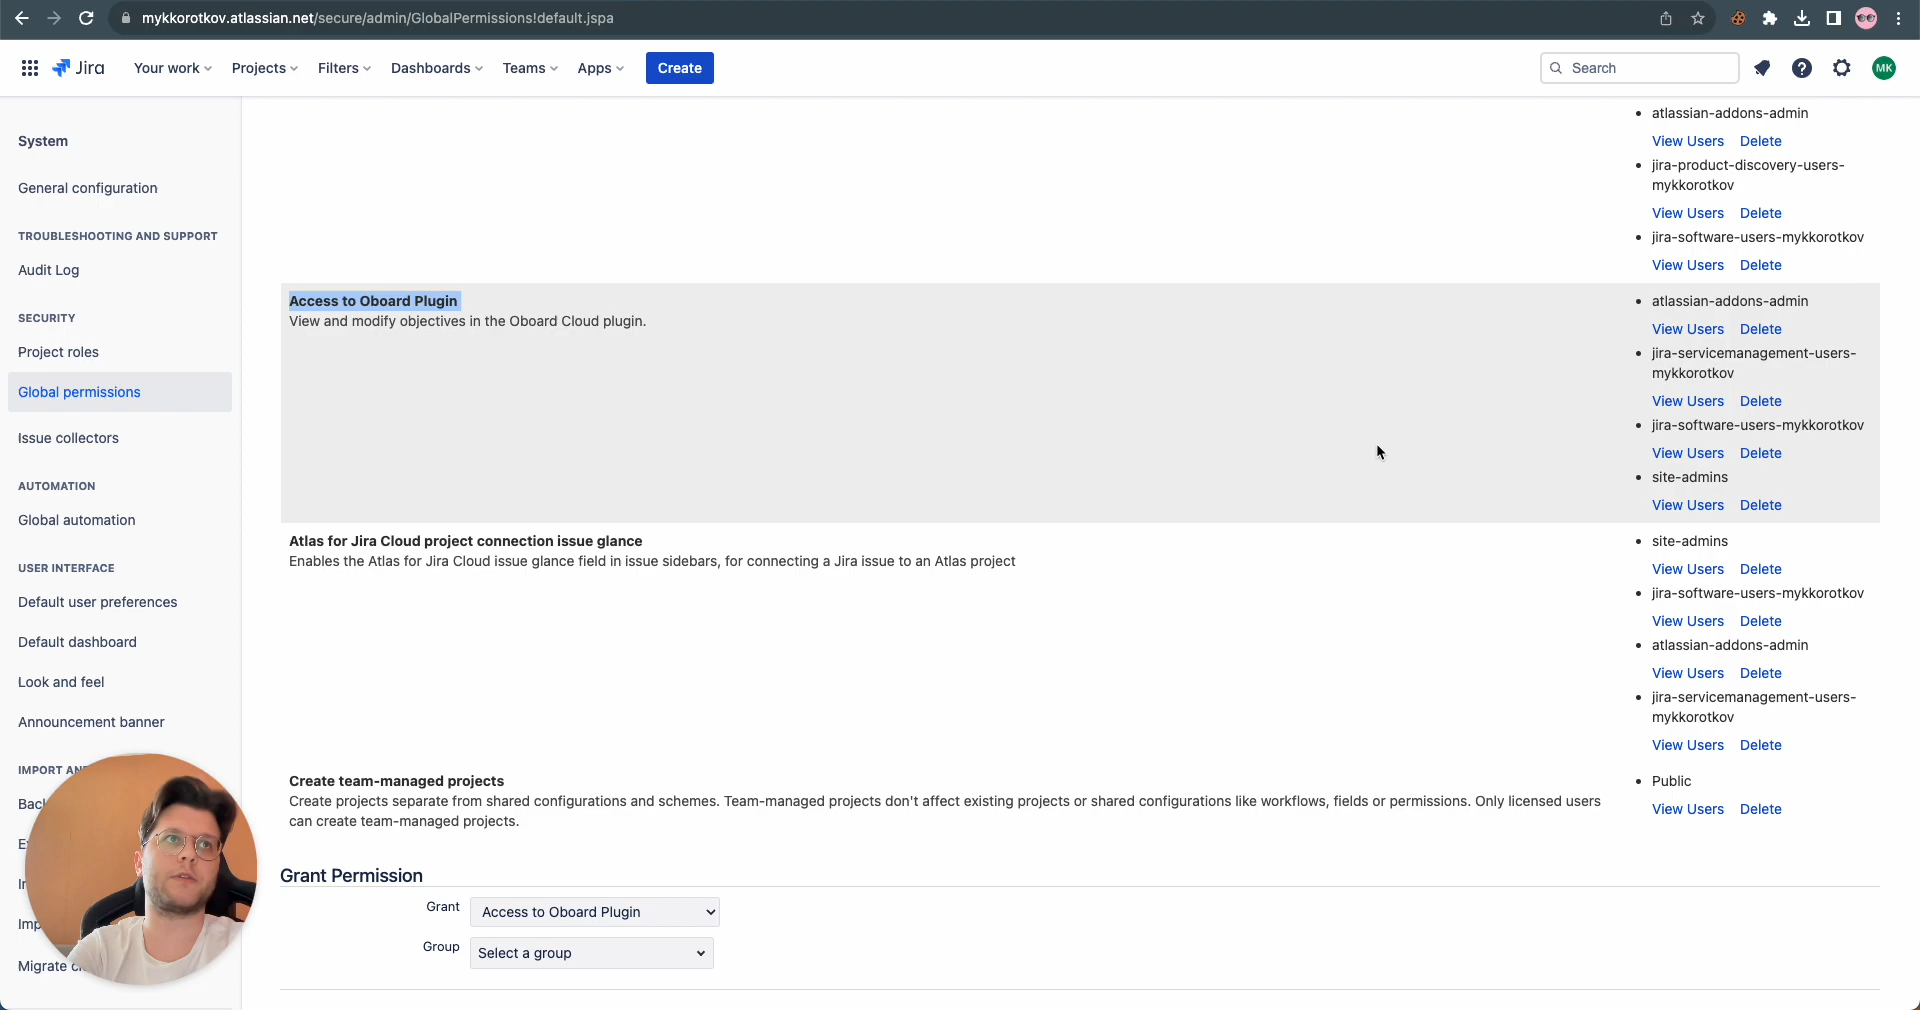 mykkorotkov.atlassian.net/secure/admin/GlobalPermissions!default.jspa
Jira
Your work
Projects
Filters
Dashboards
Teams
Apps
Create
Search
MK
System
General configuration
TROUBLESHOOTING AND SUPPORT
Audit Log
SECURITY
Project roles
Global permissions
Issue collectors
AUTOMATION
Global automation
USER INTERFACE
Default user preferences
Default dashboard
Look and feel
Announcement banner
IMPORT AN
Bac
E
Imp
Migrate c
atlassian-addons-admin
View Users Delete
jira-product-discovery-users-
mykkorotkov
View Users Delete
jira-software-users-mykkorotkov
View Users Delete
Access to Oboard Plugin
View and modify objectives in the Oboard Cloud plugin.
atlassian-addons-admin
View Users Delete
jira-servicemanagement-users-
mykkorotkov
View Users Delete
jira-software-users-mykkorotkov
View Users Delete
site-admins
View Users Delete
Atlas for Jira Cloud project connection issue glance
Enables the Atlas for Jira Cloud issue glance field in issue sidebars, for connecting a Jira issue to an Atlas project
site-admins
View Users Delete
jira-software-users-mykkorotkov
View Users Delete
atlassian-addons-admin
View Users Delete
jira-servicemanagement-users-
mykkorotkov
View Users Delete
Create team-managed projects
Create projects separate from shared configurations and schemes. Team-managed projects don't affect existing projects or shared configurations like workflows, fields or permissions. Only licensed users
can create team-managed projects.
Public
View Users Delete
Grant Permission
Grant Access to Oboard Plugin
Group Select a group